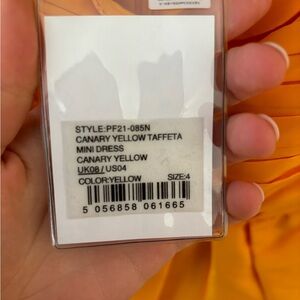 STYLE:PF21-085N
CANARY YELLOW TAFFETA
MINI DRESS
CANARY YELLOW
UK08/US04
COLOR:YELLOW SIZE:4
5 056858 061665